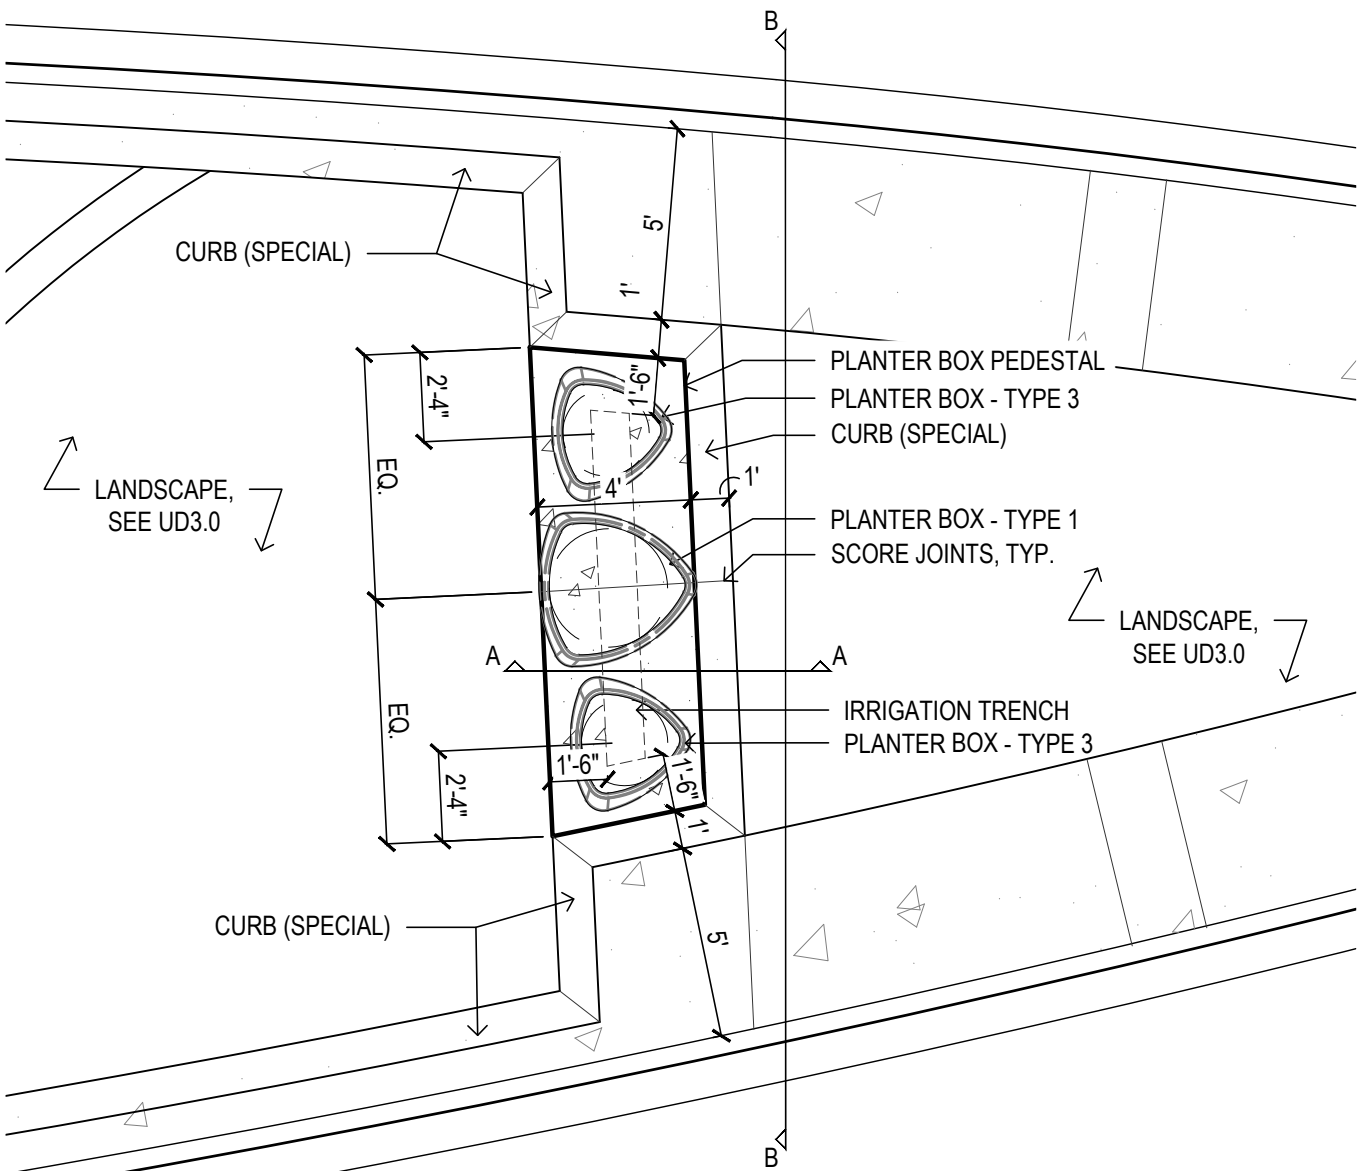 B
5'
CURB (SPECIAL)
1'
PLANTER BOX PEDESTAL
2'-4"
1'-6"
PLANTER BOX - TYPE 3
CURB (SPECIAL)
EQ.
4'
1'
LANDSCAPE,
SEE UD3.0
PLANTER BOX - TYPE 1
SCORE JOINTS, TYP.
LANDSCAPE,
SEE UD3.0
A
A
EQ.
IRRIGATION TRENCH
PLANTER BOX - TYPE 3
1'-6"
1'-6"
2'-4"
1'
CURB (SPECIAL)
5'
B